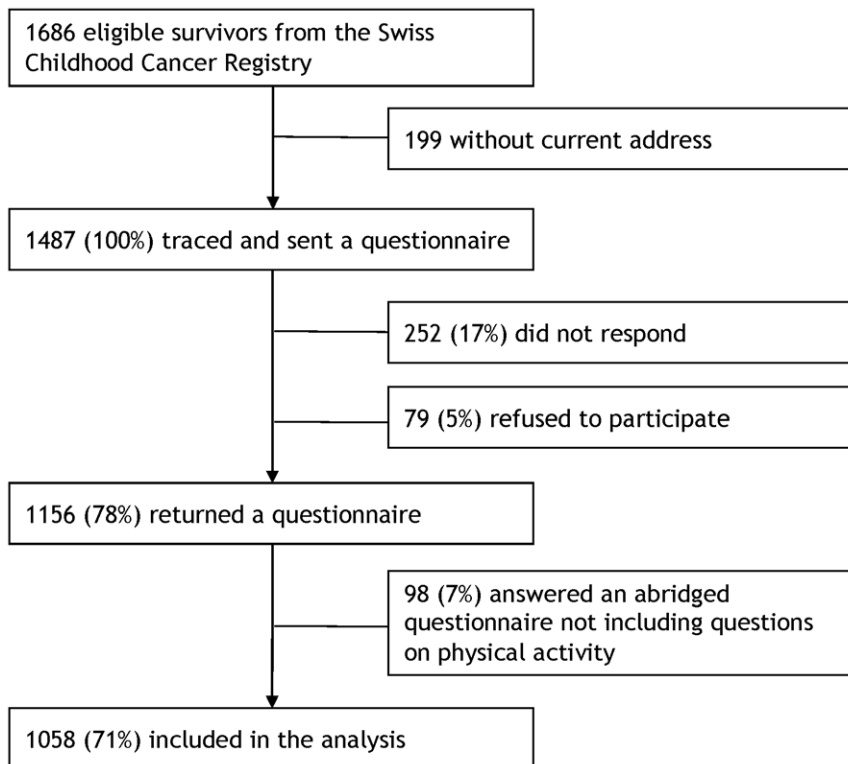 1686 eligible survivors from the Swiss
Childhood Cancer Registry
199 without current address
1487 (100%) traced and sent a questionnaire
252 (17%) did not respond
79 (5%) refused to participate
1156 (78%) returned a questionnaire
98 (7%) answered an abridged
questionnaire not including questions
on physical activity
1058 (71%) included in the analysis